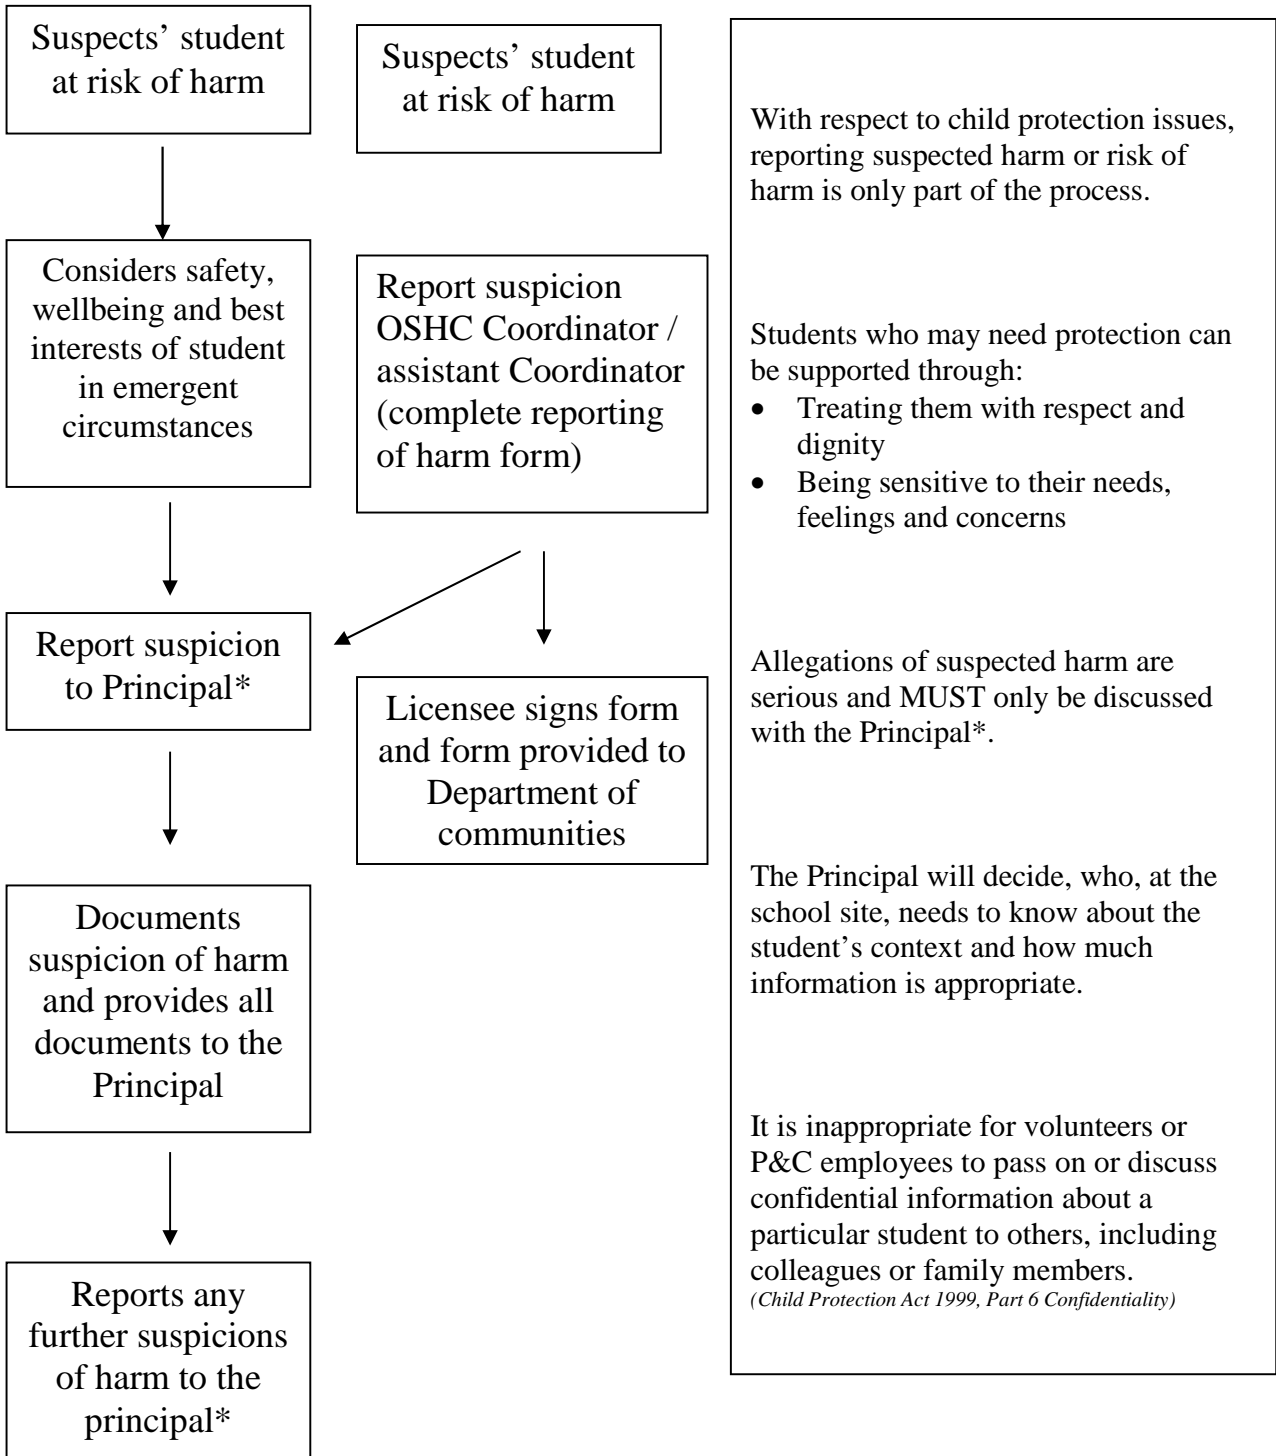 Suspects’ student
at risk of harm
Considers safety,
wellbeing and best
interests of student
in emergent
circumstances
Report suspicion
to Principal*
Documents
suspicion of harm
and provides all
documents to the
Principal
Reports any
further suspicions
of harm to the
principal*
Suspects’ student
at risk of harm
Report suspicion
OSHC Coordinator /
assistant Coordinator
(complete reporting
of harm form)
Licensee signs form
and form provided to
Department of
communities
With respect to child protection issues,
reporting suspected harm or risk of
harm is only part of the process.
Students who may need protection can
be supported through:
• Treating them with respect and
dignity
• Being sensitive to their needs,
feelings and concerns
Allegations of suspected harm are
serious and MUST only be discussed
with the Principal*.
The Principal will decide, who, at the
school site, needs to know about the
student’s context and how much
information is appropriate.
It is inappropriate for volunteers or
P&C employees to pass on or discuss
confidential information about a
particular student to others, including
colleagues or family members.
(Child Protection Act 1999, Part 6 Confidentiality)